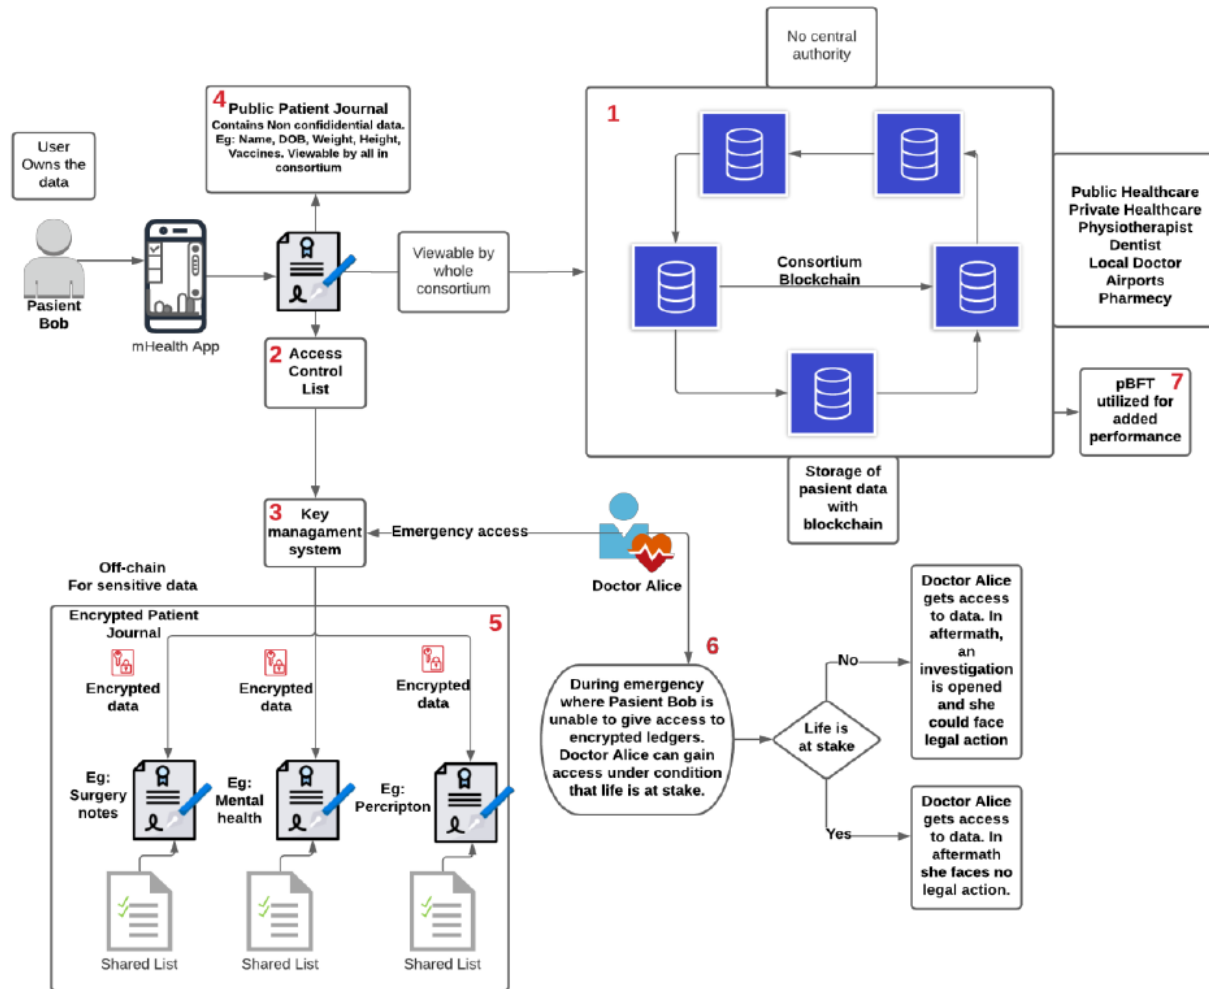 No central
authority
4
Public Patient Journal
Contains Non confididential data.
Eg: Name, DOB, Weight, Height,
Vaccines. Viewable by all in
consortium
1
User
Owns the
data
Public Healthcare
Private Healthcare
Physiotherapist
Dentist
Local Doctor
Airports
Pharmecy
Viewable by
whole
consortium
Consortium
Blockchain
Pasient
Bob
mHealth App
2
Access
Control
List
7
pBFT
utilized for
added
performance
Storage of
pasient data
with
blockchain
3
Key
managament
system
Emergency access
Doctor Alice
Off-chain
For sensitive data
Encrypted Patient
Journal
5
Encrypted
data
Encrypted
data
Encrypted
data
Eg:
Surgery
notes
Eg:
Mental
health
Eg:
Percripton
Shared List
Shared List
Shared List
6
During emergency
where Pasient Bob is
unable to give access to
encrypted ledgers.
Doctor Alice can gain
access under condition
that life is at stake.
Life is
at stake
No
Doctor Alice
gets access
to data. In
aftermath,
an
investigation
is opened
and she
could face
legal action
Yes
Doctor Alice
gets access
to data. In
aftermath
she faces no
legal action.